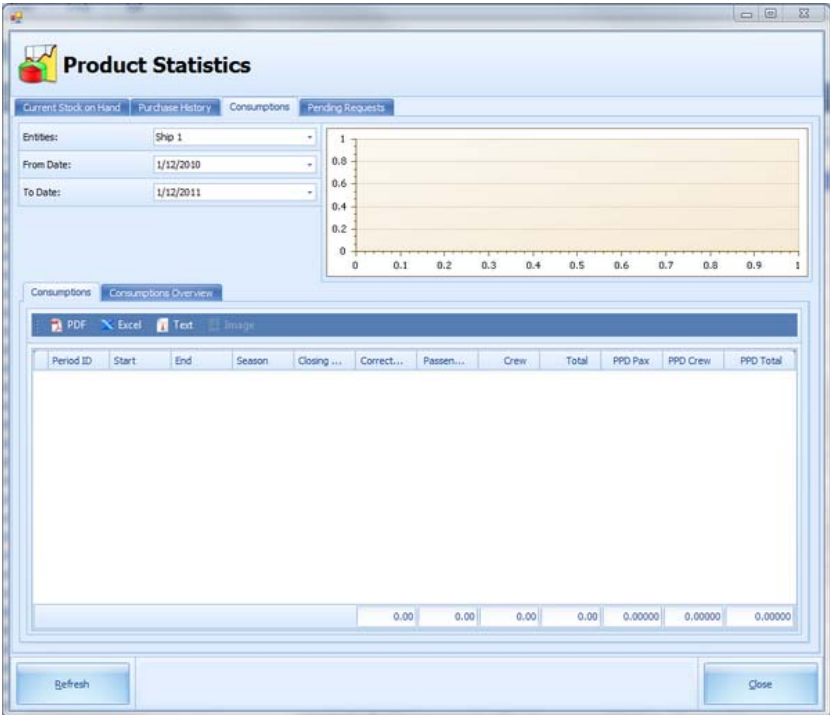 Product Statistics
Current Stock on Hand Purchase History Consumptions Pending Requests
Entities: Ship 1
From Date: 1/12/2010
To Date: 1/12/2011
1
0.8
0.6
0.4
0.2
0
0 0.1 0.2 0.3 0.4 0.5 0.6 0.7 0.8 0.9 1
Consumptions Consumptions Overview
PDF Excel Text Image
Period ID Start End Season Closing ... Correct... Passen... Crew Total PPD Pax PPD Crew PPD Total
0.00 0.00 0.00 0.00 0.00000 0.00000 0.00000
Refresh Close